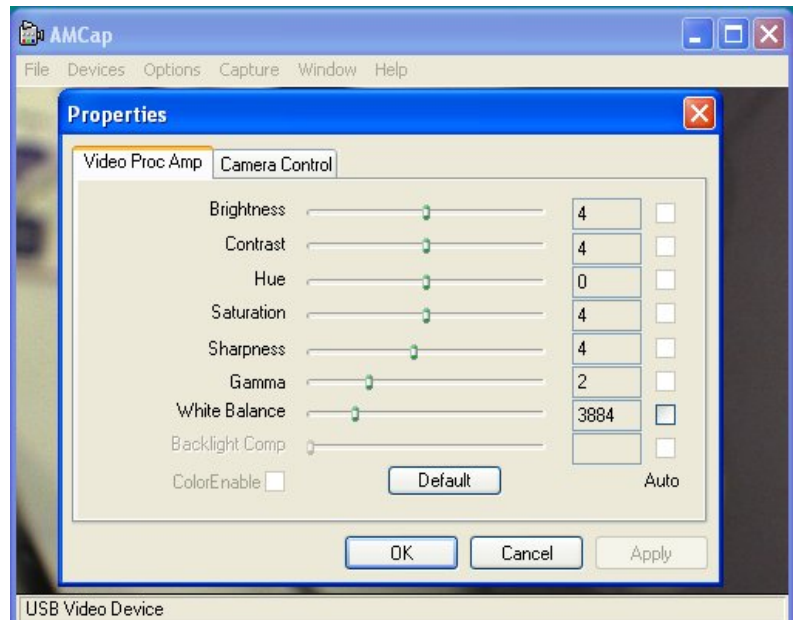 AMCap
File Devices Options Capture Window Help
Properties
Video Proc Amp Camera Control
Brightness 4
Contrast 4
Hue 0
Saturation 4
Sharpness 4
Gamma 2
White Balance 3884
Backlight Comp
ColorEnable Default Auto
OK Cancel Apply
USB Video Device